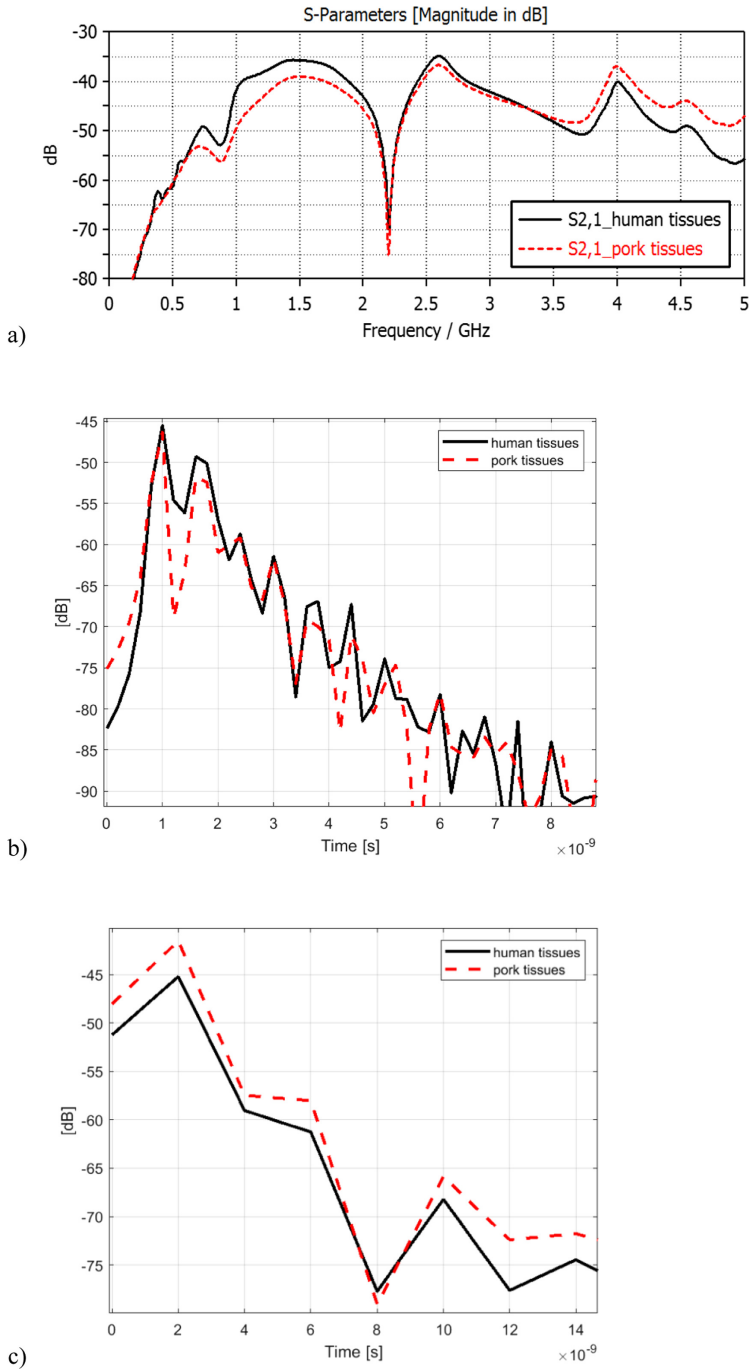 S-Parameters [Magnitude in dB]
-30
-40
-50
-60
-70
-80
dB
S2,1_human tissues
S2,1_pork tissues
0 0.5 1 1.5 2 2.5 3 3.5 4 4.5 5
Frequency / GHz
a)
-45
-50
-55
-60
-65
-70
-75
-80
-85
-90
[dB]
human tissues
pork tissues
0 1 2 3 4 5 6 7 8
Time [s]
×10-9
b)
-45
-50
-55
-60
-65
-70
-75
[dB]
human tissues
pork tissues
0 2 4 6 8 10 12 14
Time [s]
×10-9
c)